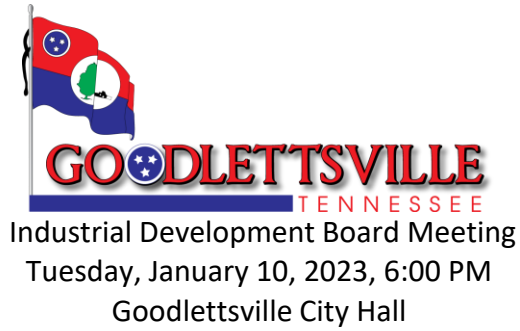 GOODLETTSVILLE
TENNESSEE
Industrial Development Board Meeting
Tuesday, January 10, 2023, 6:00 PM
Goodlettsville City Hall